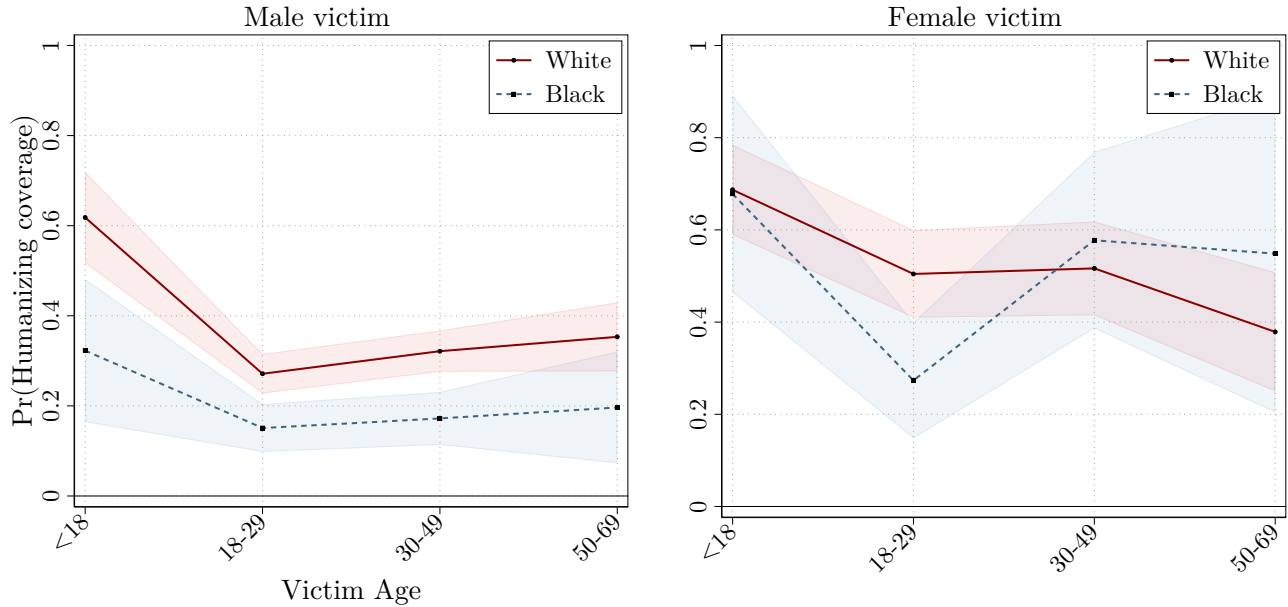 Male victim
Pr(Humanizing coverage)
1
0.8
0.6
0.4
0.2
0
White
Black
<18
18-29
30-49
50-69
Victim Age
Female victim
1
0.8
0.6
0.4
0.2
0
White
Black
<18
18-29
30-49
50-69